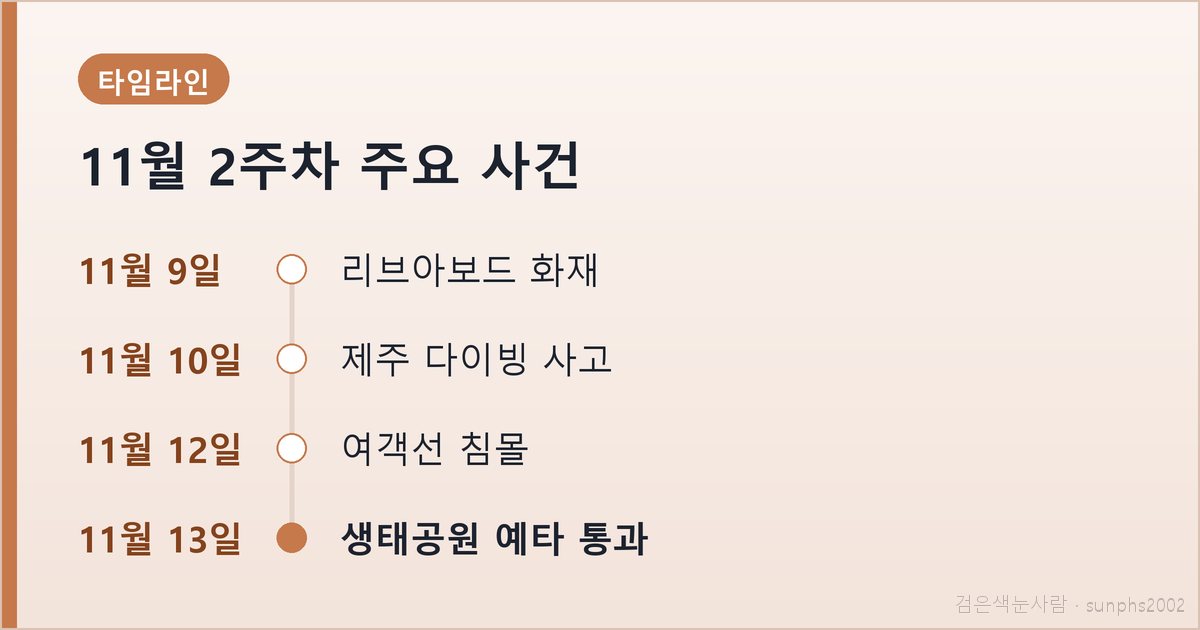 타임라인
11월 2주차 주요 사건
11월 9일 리브아보드 화재
11월 10일 제주 다이빙 사고
11월 12일 여객선 침몰
11월 13일 생태공원 예타 통과
검은색눈사람 · sunphs2002